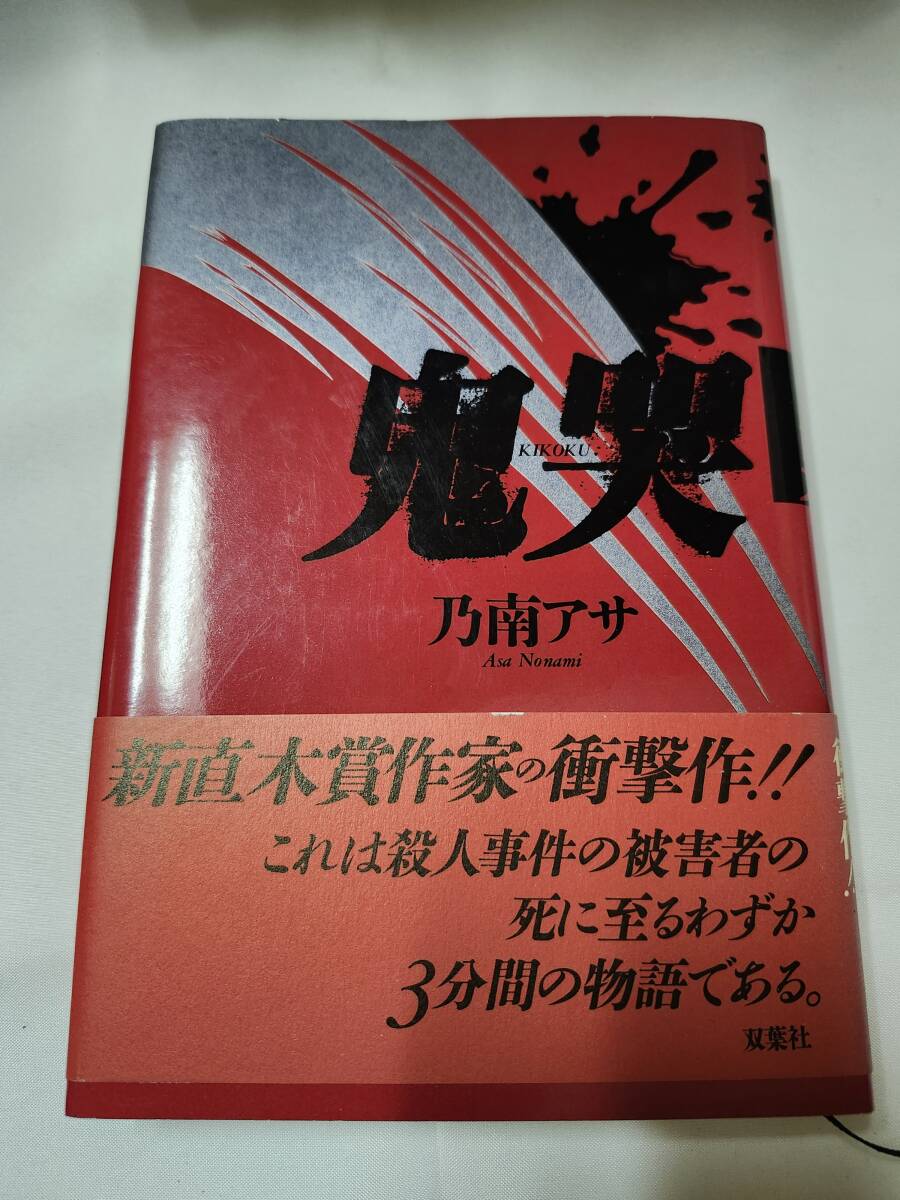 鬼哭
KIKOKU
乃南アサ
Asa Nonami
新直木賞作家の衝撃作!!
これは殺人事件の被害者の
死に至るわずか
3分間の物語である。
双葉社